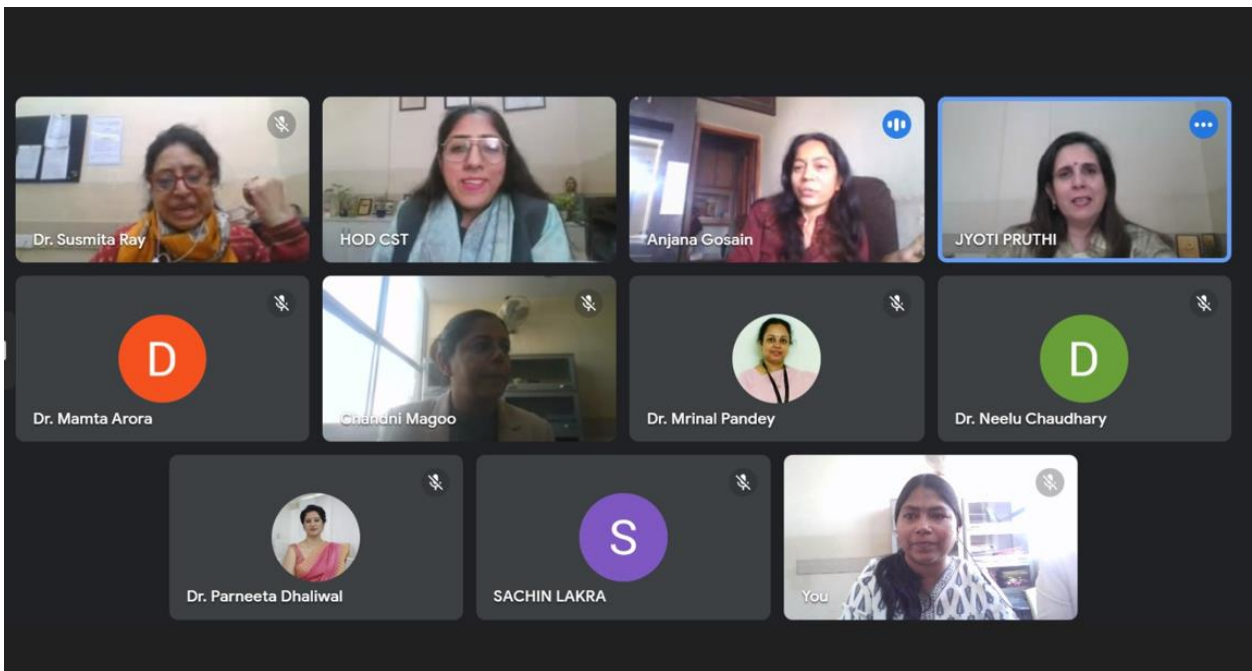 Dr. Susmita Ray
HOD CST
Anjana Gosain
JYOTI PRUTHI
D
Dr. Mamta Arora
Chandni Magoo
Dr. Mrinal Pandey
D
Dr. Neelu Chaudhary
Dr. Parneeta Dhaliwal
S
SACHIN LAKRA
You